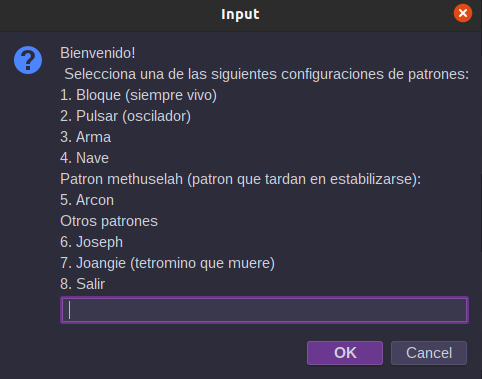 Input
Bienvenido!
Selecciona una de las siguientes configuraciones de patrones:
1. Bloque (siempre vivo)
2. Pulsar (oscilador)
3. Arma
4. Nave
Patron methuselah (patron que tardan en estabilizarse):
5. Arcon
Otros patrones
6. Joseph
7. Joangie (tetromino que muere)
8. Salir
OK Cancel